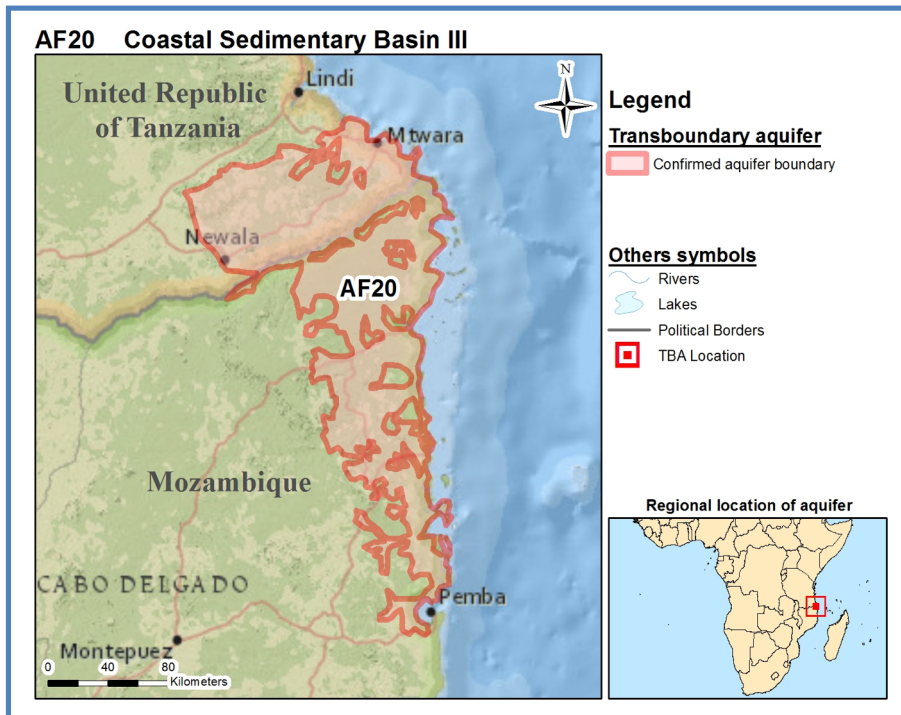 AF20 Coastal Sedimentary Basin III
United Republic
of Tanzania
Lindi
Mtwara
Newala
AF20
Mozambique
CABO DELGADO
Pemba
Montepuez
0 40 80
Kilometers
N
Legend
Transboundary aquifer
Confirmed aquifer boundary
Others symbols
Rivers
Lakes
Political Borders
TBA Location
Regional location of aquifer